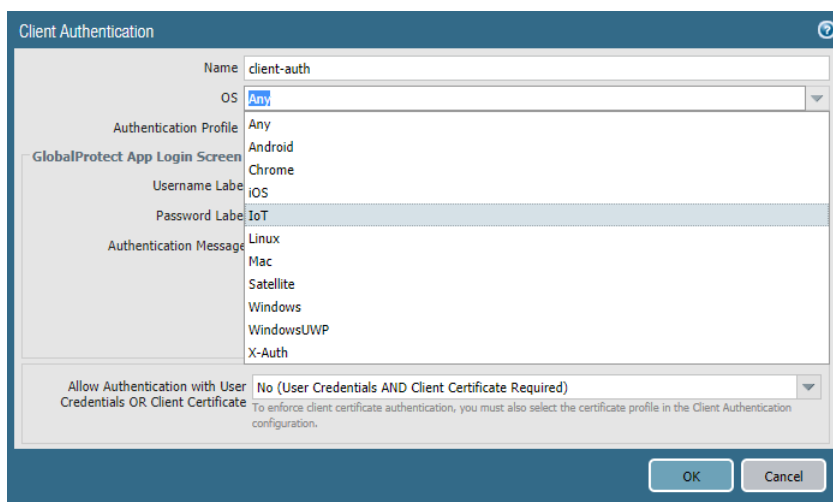 Client Authentication
Name client-auth
OS Any
Authentication Profile
Any
Android
Chrome
iOS
IoT
Linux
Mac
Satellite
Windows
WindowsUWP
X-Auth
GlobalProtect App Login Screen
Username Labe
Password Labe
Authentication Message
Allow Authentication with User
Credentials OR Client Certificate
No (User Credentials AND Client Certificate Required)
To enforce client certificate authentication, you must also select the certificate profile in the Client Authentication
configuration.
OK Cancel